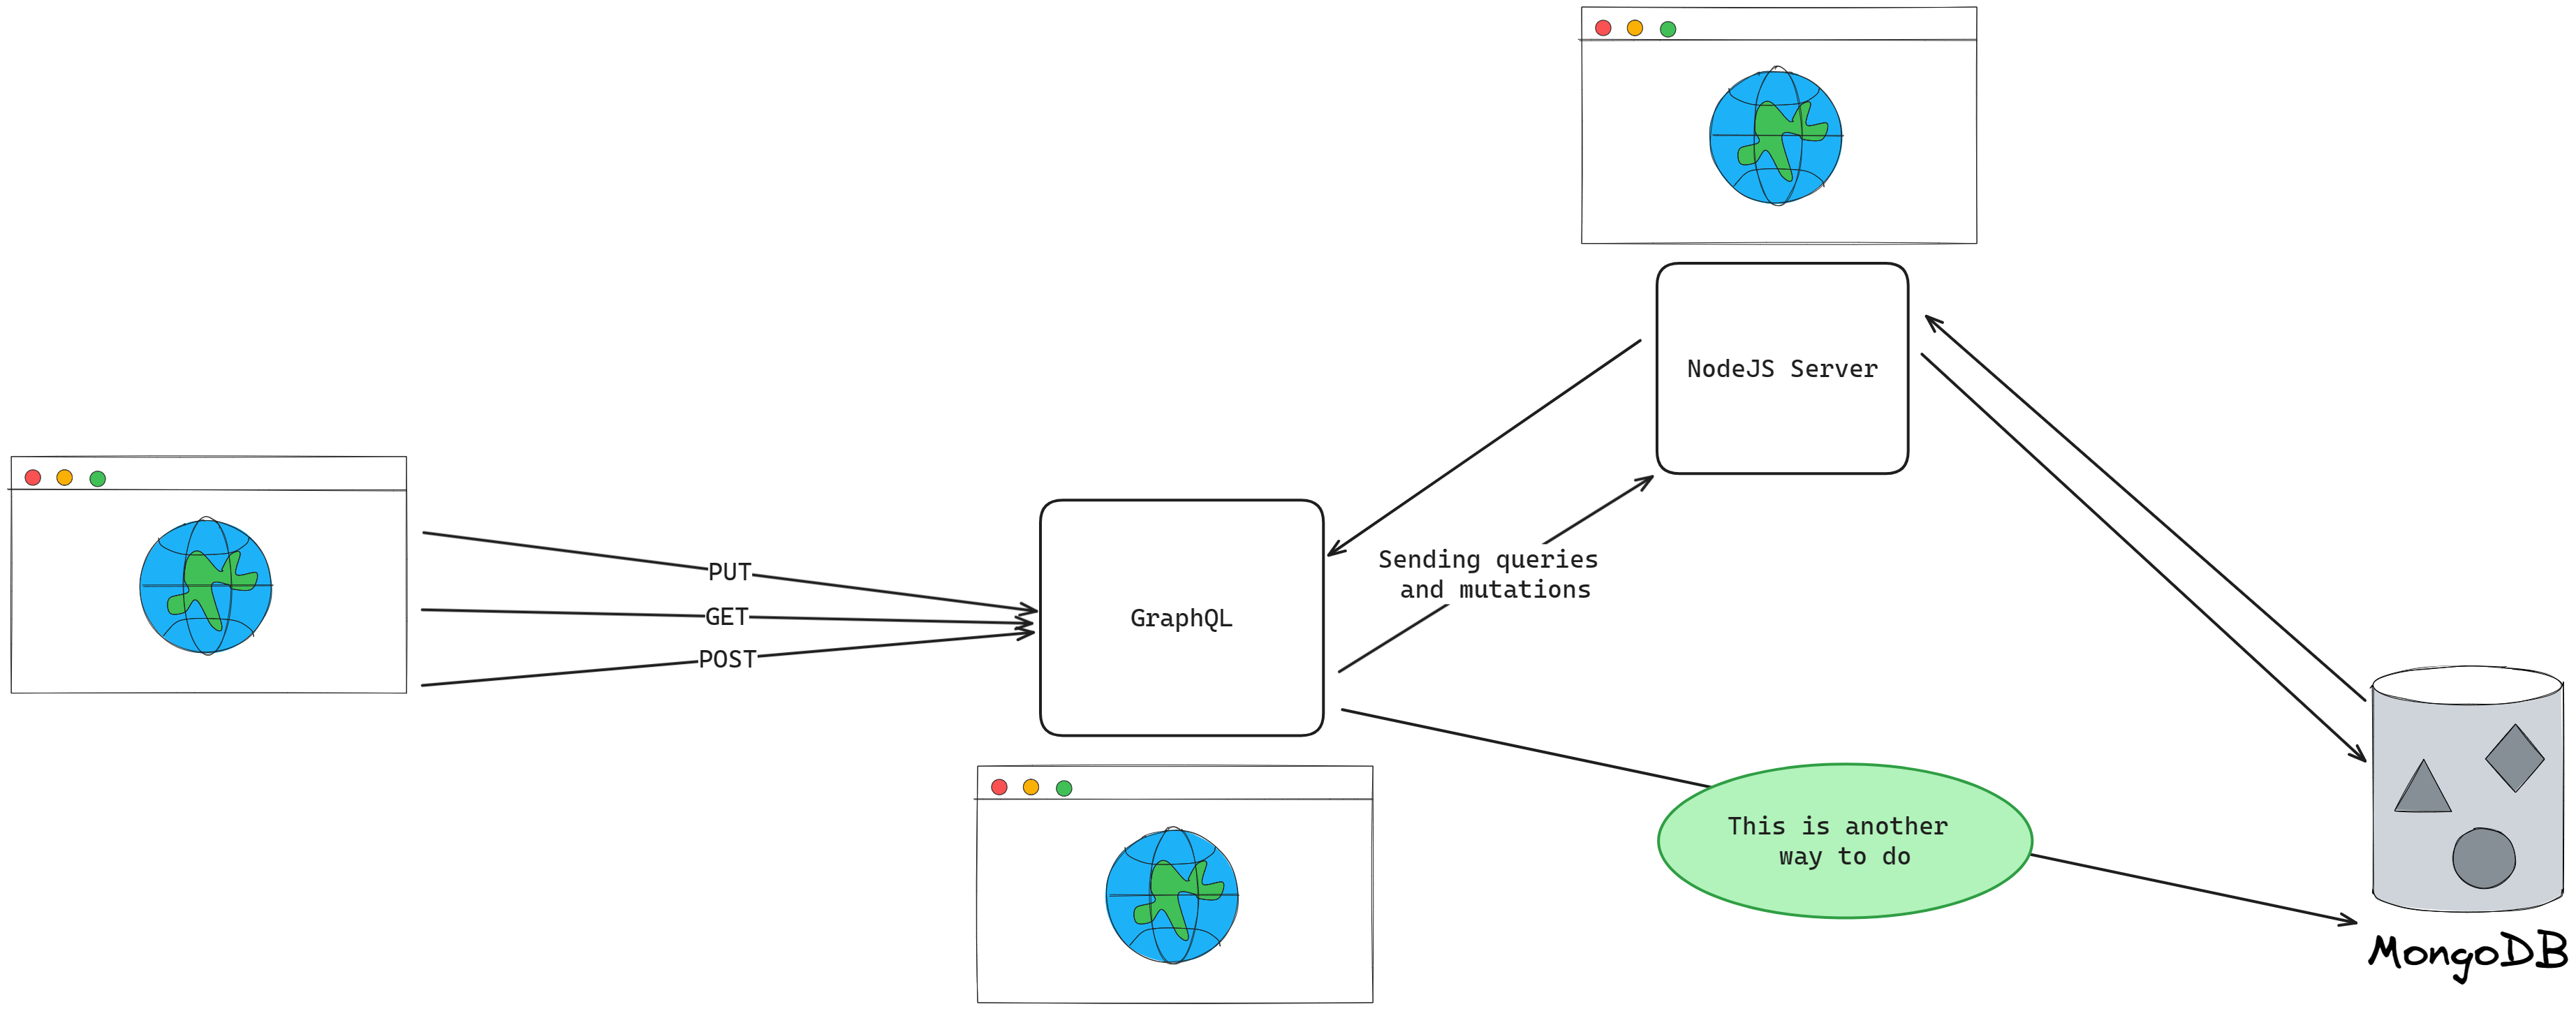 NodeJS Server
PUT
GET
POST
GraphQL
Sending queries
and mutations
This is another
way to do
MongoDB